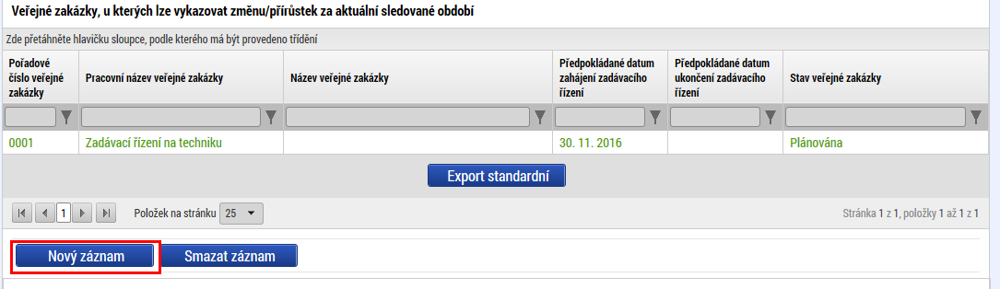 Veřejné zakázky, u kterých lze vykazovat změnu/přírůstek za aktuální sledované období
Zde přetáhněte hlavičku sloupce, podle kterého má být provedeno třídění
Pořadové číslo veřejné zakázky
Pracovní název veřejné zakázky
Název veřejné zakázky
Předpokládané datum zahájení zadávacího řízení
Předpokládané datum ukončení zadávacího řízení
Stav veřejné zakázky
0001 Zadávací řízení na techniku 30. 11. 2016 Plánována
Export standardní
1 Položek na stránku 25 Stránka 1 z 1, položky 1 až 1 z 1
Nový záznam Smazat záznam